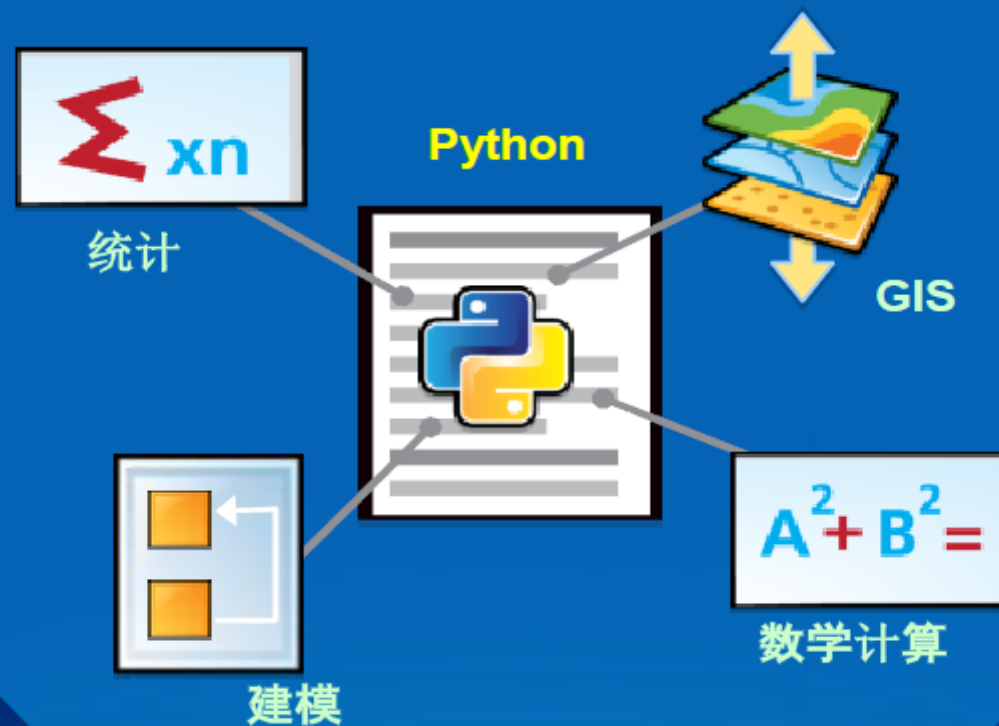 Σ xn
统计
Python
GIS
A²+ B²=
数学计算
建模